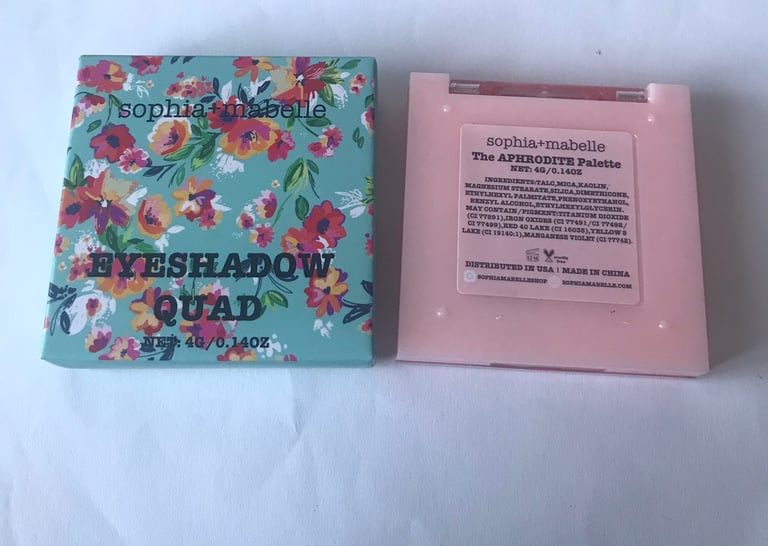 sophia+mabelle
EYESHADOW
QUAD
NET: 4G/0.14OZ
sophia+mabelle
The APHRODITE Palette
NET: 4G/0.14OZ
INGREDIENTS/TALC,MICA,KAOLIN,
MAGNESIUM STEARATE,SILICA,DIMETHICONE,
ETHYLHEXYL PALMITATE,PHENOXYETHANOL,
BENZYL ALCOHOL,ETHYLHEXYLGLYCERIN.
MAY CONTAIN/PIGMENT:TITANIUM DIOXIDE
(CI 77891),IRON OXIDES (CI 77491/CI 77492/
CI 77499),RED 40 LAKE (CI 16035),YELLOW 5
LAKE (CI 19140:1),MANGANESE VIOLET (CI 77742).
12 M
cruelty
free
DISTRIBUTED IN USA | MADE IN CHINA
SOPHIAMABELLESHOP SOPHIAMABELLE.COM